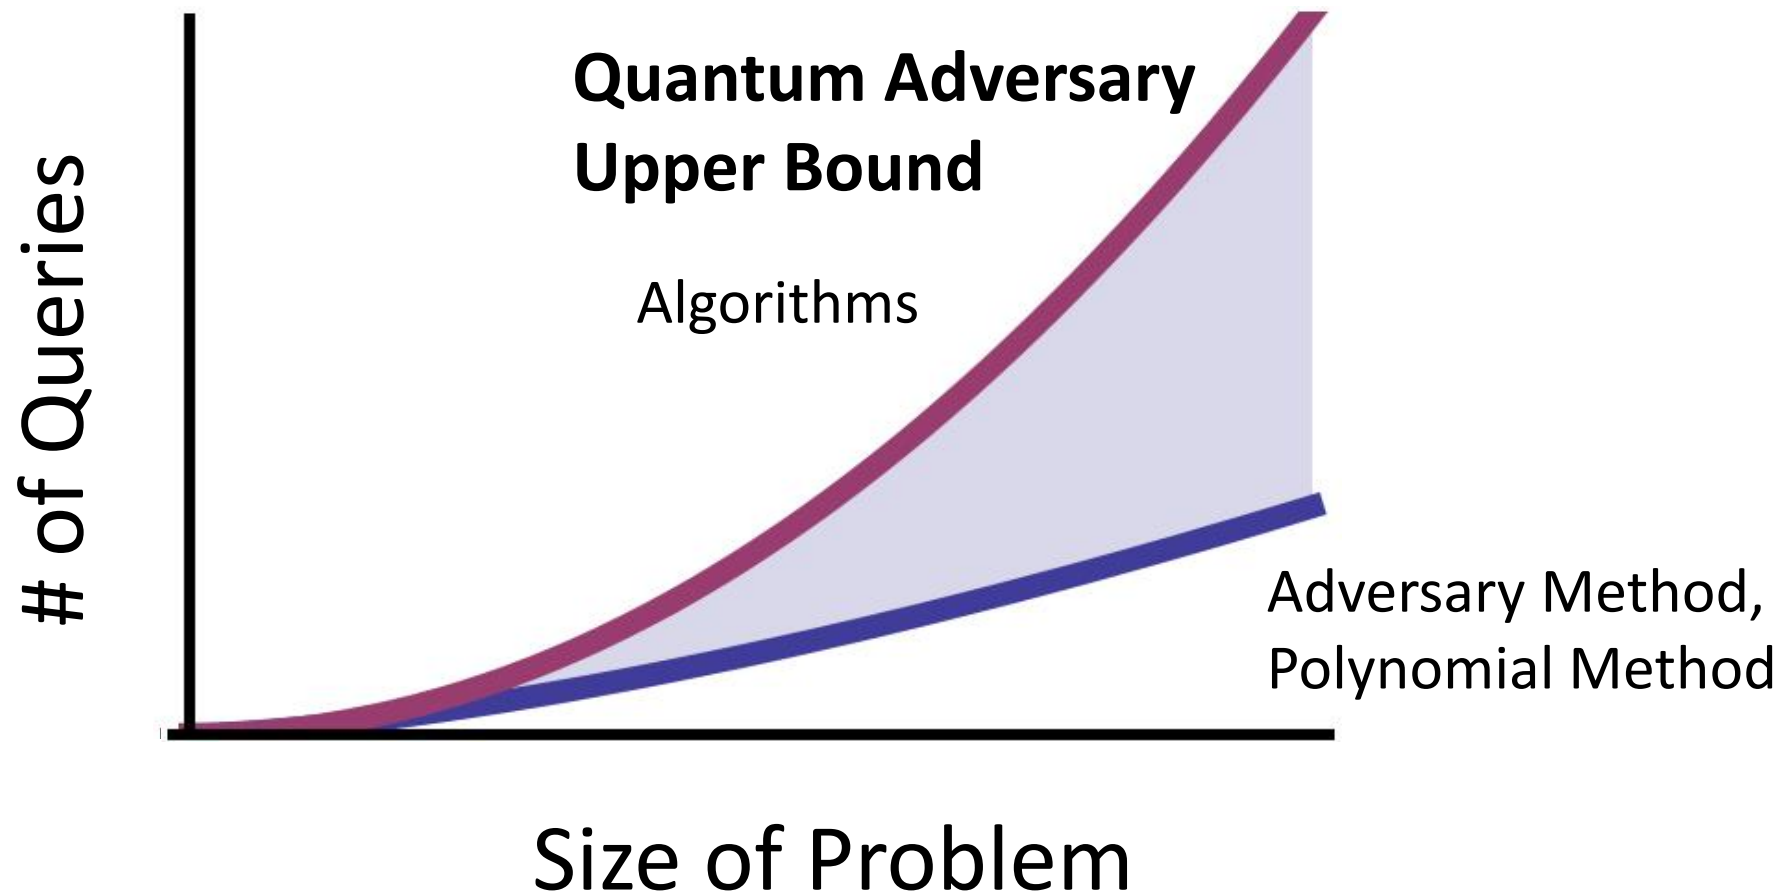 Quantum Adversary
Upper Bound
Algorithms
# of Queries
Adversary Method,
Polynomial Method
Size of Problem